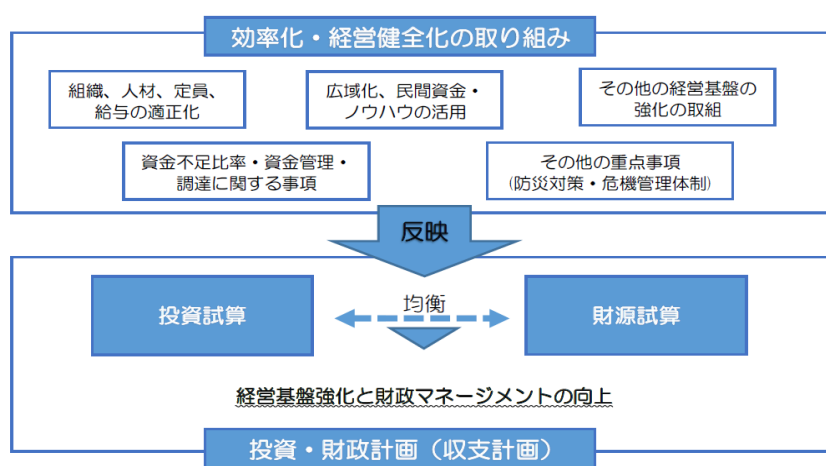 効率化・経営健全化の取り組み
組織、人材、定員、
給与の適正化
広域化、民間資金・
ノウハウの活用
その他の経営基盤の
強化の取組
資金不足比率・資金管理・
調達に関する事項
その他の重点事項
(防災対策・危機管理体制)
反映
投資試算
均衡
財源試算
経営基盤強化と財政マネージメントの向上
投資・財政計画（収支計画）